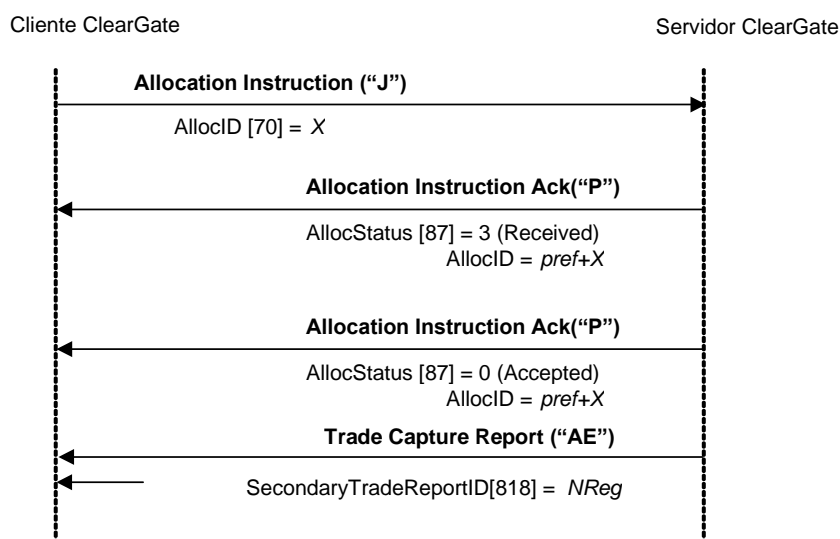 Cliente ClearGate
Servidor ClearGate
Allocation Instruction (“J”)
AllocID [70] = X
Allocation Instruction Ack(“P”)
AllocStatus [87] = 3 (Received)
AllocID = pref+X
Allocation Instruction Ack(“P”)
AllocStatus [87] = 0 (Accepted)
AllocID = pref+X
Trade Capture Report (“AE”)
SecondaryTradeReportID[818] = NReg